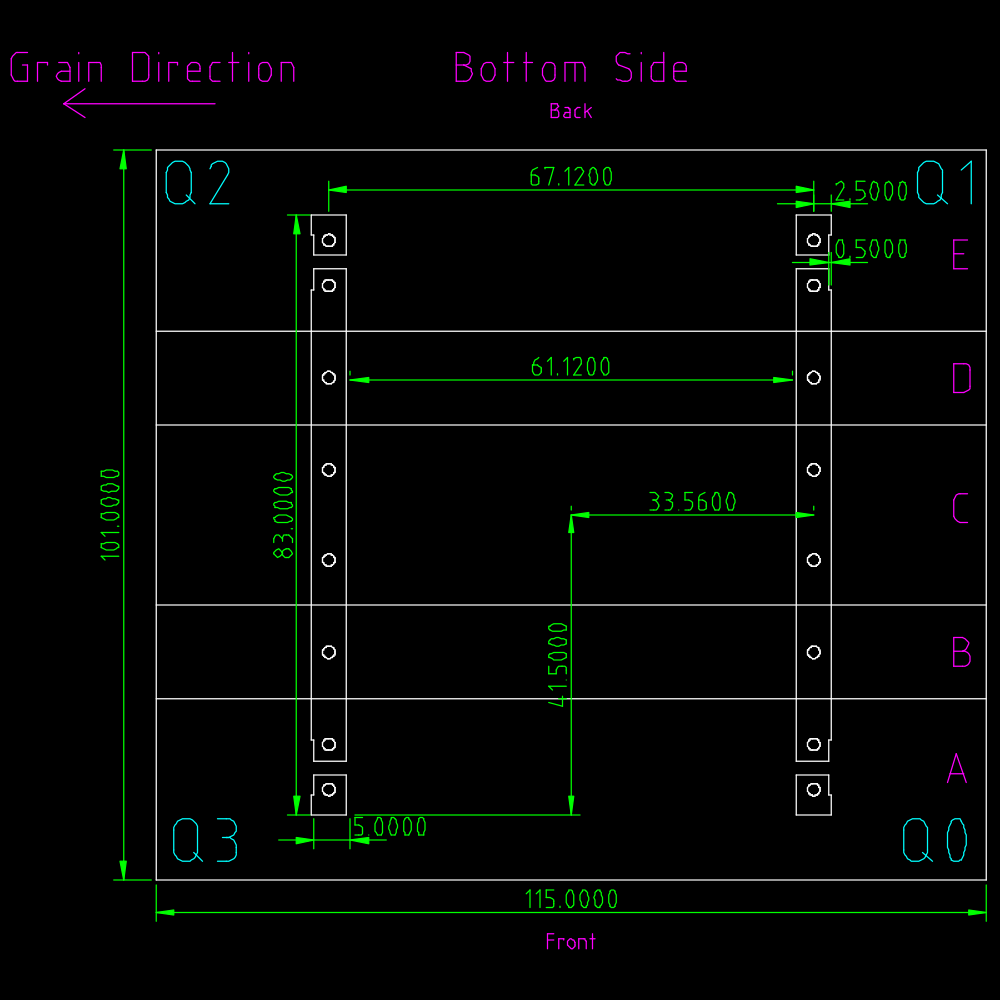 Grain Direction
Bottom Side
Back
Q2
67.1200
2.5000
Q1
0.5000
E
61.1200
D
101.0000
83.0000
33.5600
C
41.5000
B
A
Q3
5.0000
Q0
115.0000
Front